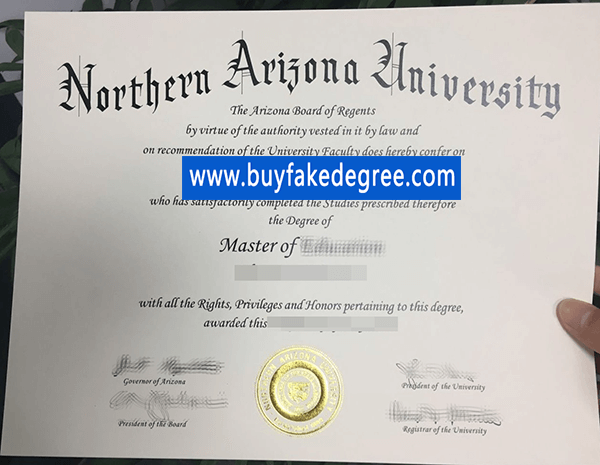 Northern Arizona University
The Arizona Board of Regents
by virtue of the authority vested in it by law and
on recommendation of the University Faculty does hereby confer on
www.buyfakedegree.com
who has satisfactorily completed the Studies prescribed therefore
the Degree of
Master of
with all the Rights, Privileges and Honors pertaining to this degree,
awarded this
Governor of Arizona
President of the University
President of the Board
Registrar of the University